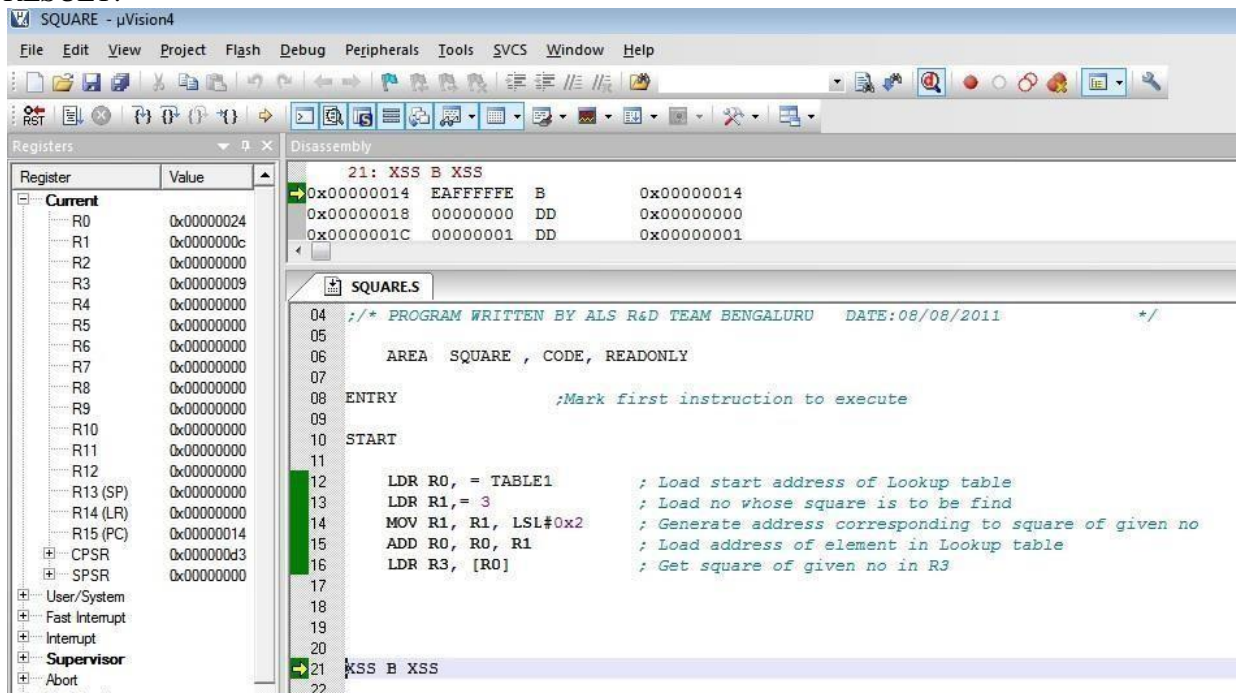 SQUARE - µVision4
File Edit View Project Flash Debug Peripherals Tools SVCS Window Help
RST
Registers
Register Value
Current
R0 0x00000024
R1 0x0000000c
R2 0x00000000
R3 0x00000009
R4 0x00000000
R5 0x00000000
R6 0x00000000
R7 0x00000000
R8 0x00000000
R9 0x00000000
R10 0x00000000
R11 0x00000000
R12 0x00000000
R13 (SP) 0x00000000
R14 (LR) 0x00000000
R15 (PC) 0x00000014
CPSR 0x000000d3
SPSR 0x00000000
User/System
Fast Interrupt
Interrupt
Supervisor
Abort
Disassembly
21: XSS B XSS
0x00000014 EAFFFFFE B 0x00000014
0x00000018 00000000 DD 0x00000000
0x0000001C 00000001 DD 0x00000001
SQUARE.S
04 ;/* PROGRAM WRITTEN BY ALS R&D TEAM BENGALURU DATE:08/08/2011 */
05
06 AREA SQUARE , CODE, READONLY
07
08 ENTRY ;Mark first instruction to execute
09
10 START
11
12 LDR R0, = TABLE1 ; Load start address of Lookup table
13 LDR R1,= 3 ; Load no whose square is to be find
14 MOV R1, R1, LSL#0x2 ; Generate address corresponding to square of given no
15 ADD R0, R0, R1 ; Load address of element in Lookup table
16 LDR R3, [R0] ; Get square of given no in R3
17
18
19
20
21 XSS B XSS
22